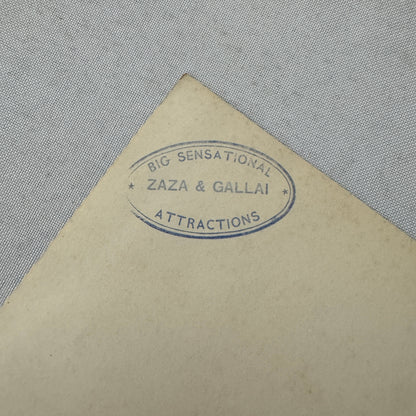 BIG SENSATIONAL
* ZAZA & GALLAI *
ATTRACTIONS